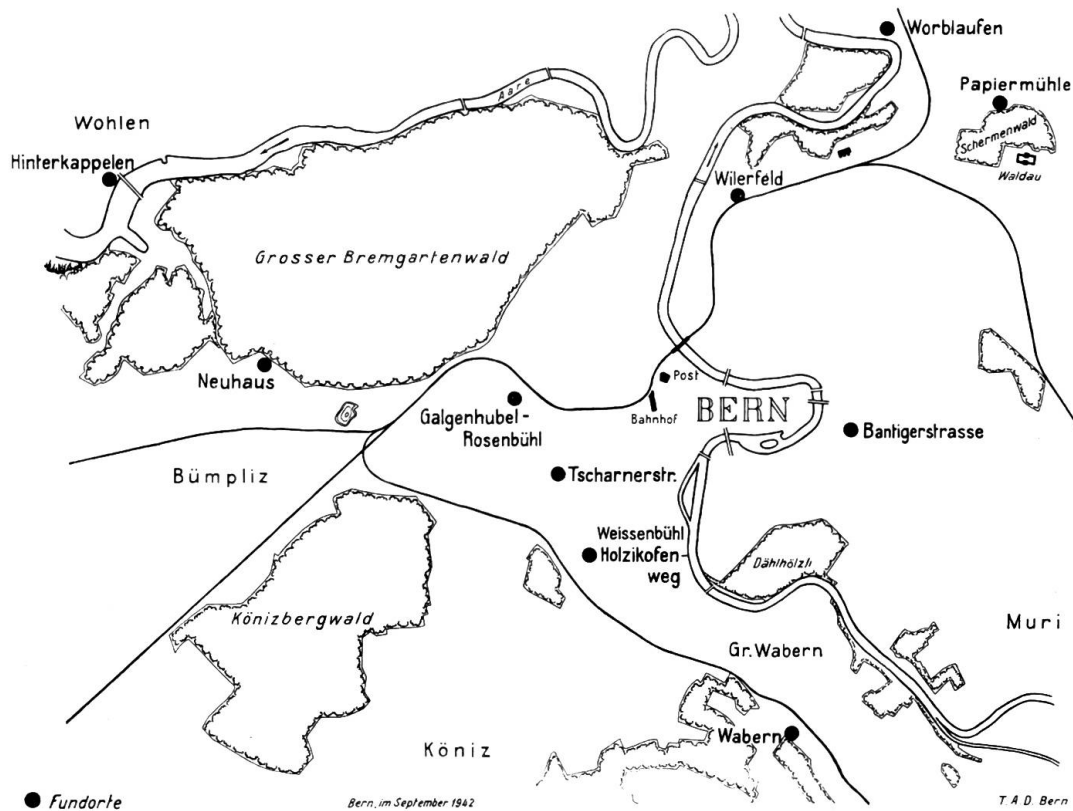 Worblaufen
Aare
Papiermühle
Wohlen
Schermenwald
Hinterkappelen
Waldau
Wilerfeld
Grosser Bremgartenwald
Neuhaus
Post
Bahnhof
BERN
Galgenhubel-
Rosenbühl
Bantigerstrasse
Bümpliz
Tscharnerstr.
Weissenbühl
Holzikofen-
weg
Dählhölzli
Könizbergwald
Muri
Gr. Wabern
Wabern
Köniz
Fundorte
Bern, im September 1942
T. A. D. Bern